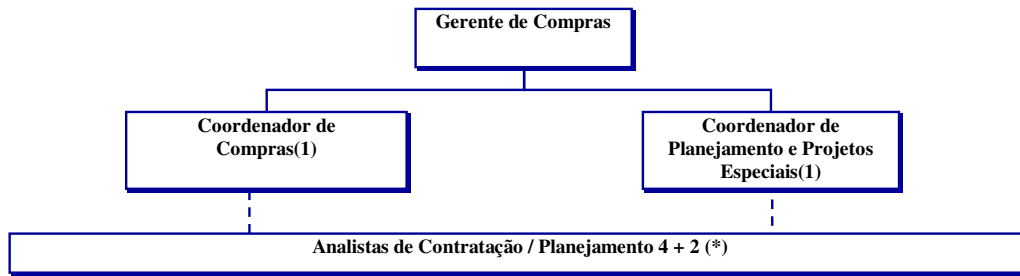 Gerente de Compras
Coordenador de
Compras(1)
Coordenador de
Planejamento e Projetos
Especiais(1)
Analistas de Contratação / Planejamento 4 + 2 (*)